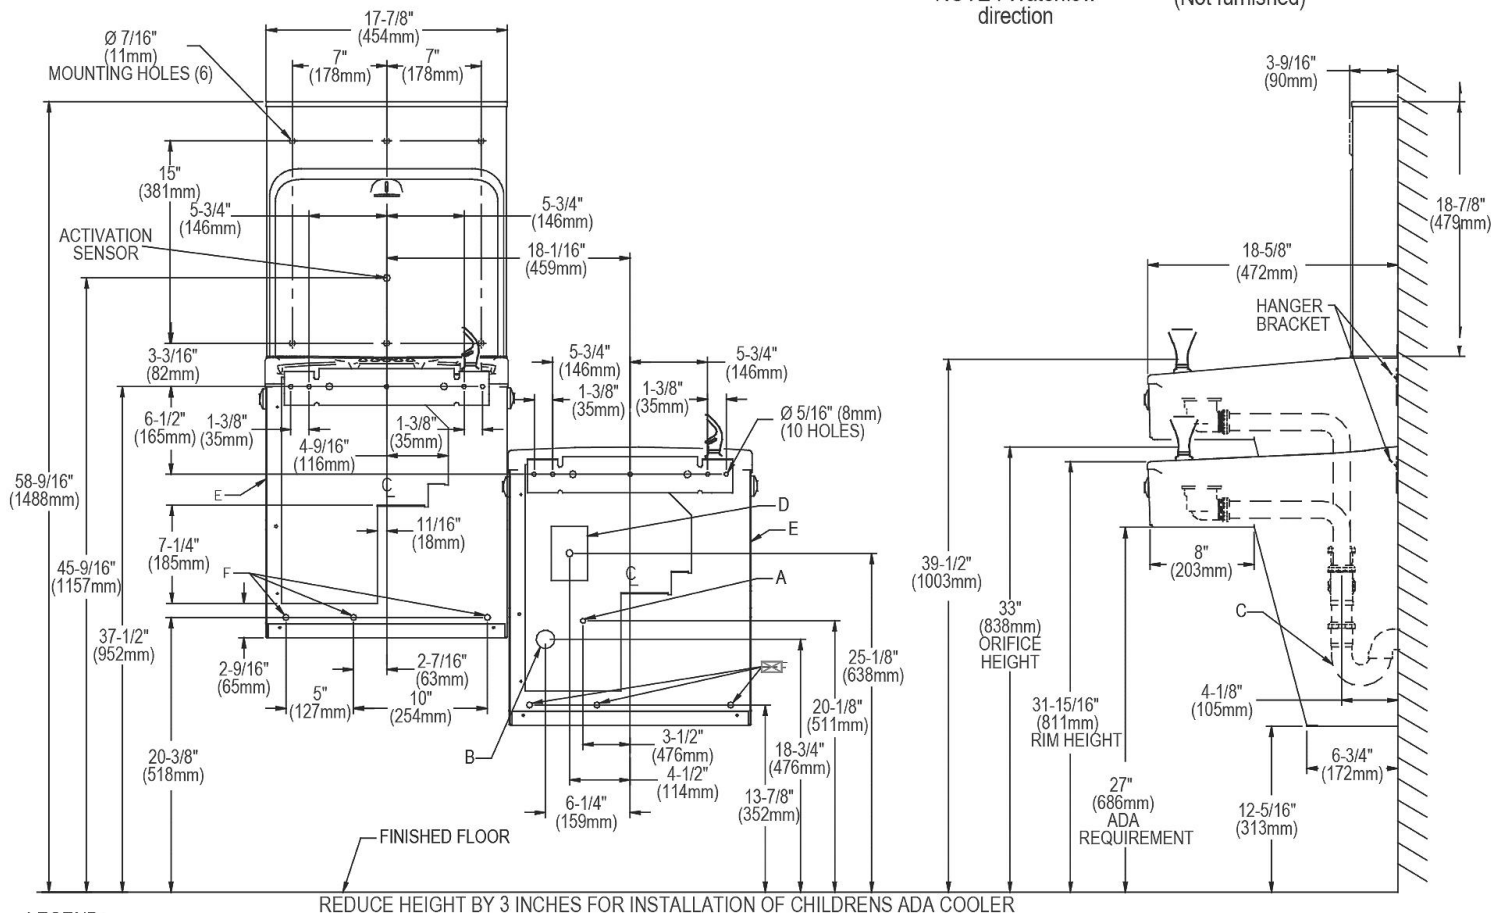 direction
(Not furnished)
17-7/8"
(454mm)
Ø 7/16"
(11mm)
MOUNTING HOLES (6)
7"
(178mm)
7"
(178mm)
3-9/16"
(90mm)
15"
(381mm)
5-3/4"
(146mm)
5-3/4"
(146mm)
18-7/8"
(479mm)
ACTIVATION
SENSOR
18-1/16"
(459mm)
18-5/8"
(472mm)
HANGER
BRACKET
3-3/16"
(82mm)
5-3/4"
(146mm)
5-3/4"
(146mm)
1-3/8"
(35mm)
1-3/8"
(35mm)
6-1/2"
(165mm)
1-3/8"
(35mm)
1-3/8"
(35mm)
Ø 5/16" (8mm)
(10 HOLES)
4-9/16"
(116mm)
58-9/16"
(1488mm)
E
C
L
11/16"
(18mm)
D
E
7-1/4"
(185mm)
45-9/16"
(1157mm)
F
C
L
A
39-1/2"
(1003mm)
8"
(203mm)
33"
(838mm)
ORIFICE
HEIGHT
C
37-1/2"
(952mm)
2-9/16"
(65mm)
2-7/16"
(63mm)
F
25-1/8"
(638mm)
5"
(127mm)
10"
(254mm)
20-1/8"
(511mm)
31-15/16"
(811mm)
RIM HEIGHT
4-1/8"
(105mm)
20-3/8"
(518mm)
B
3-1/2"
(476mm)
18-3/4"
(476mm)
4-1/2"
(114mm)
6-3/4"
(172mm)
6-1/4"
(159mm)
13-7/8"
(352mm)
27"
(686mm)
ADA
REQUIREMENT
12-5/16"
(313mm)
FINISHED FLOOR
REDUCE HEIGHT BY 3 INCHES FOR INSTALLATION OF CHILDRENS ADA COOLER